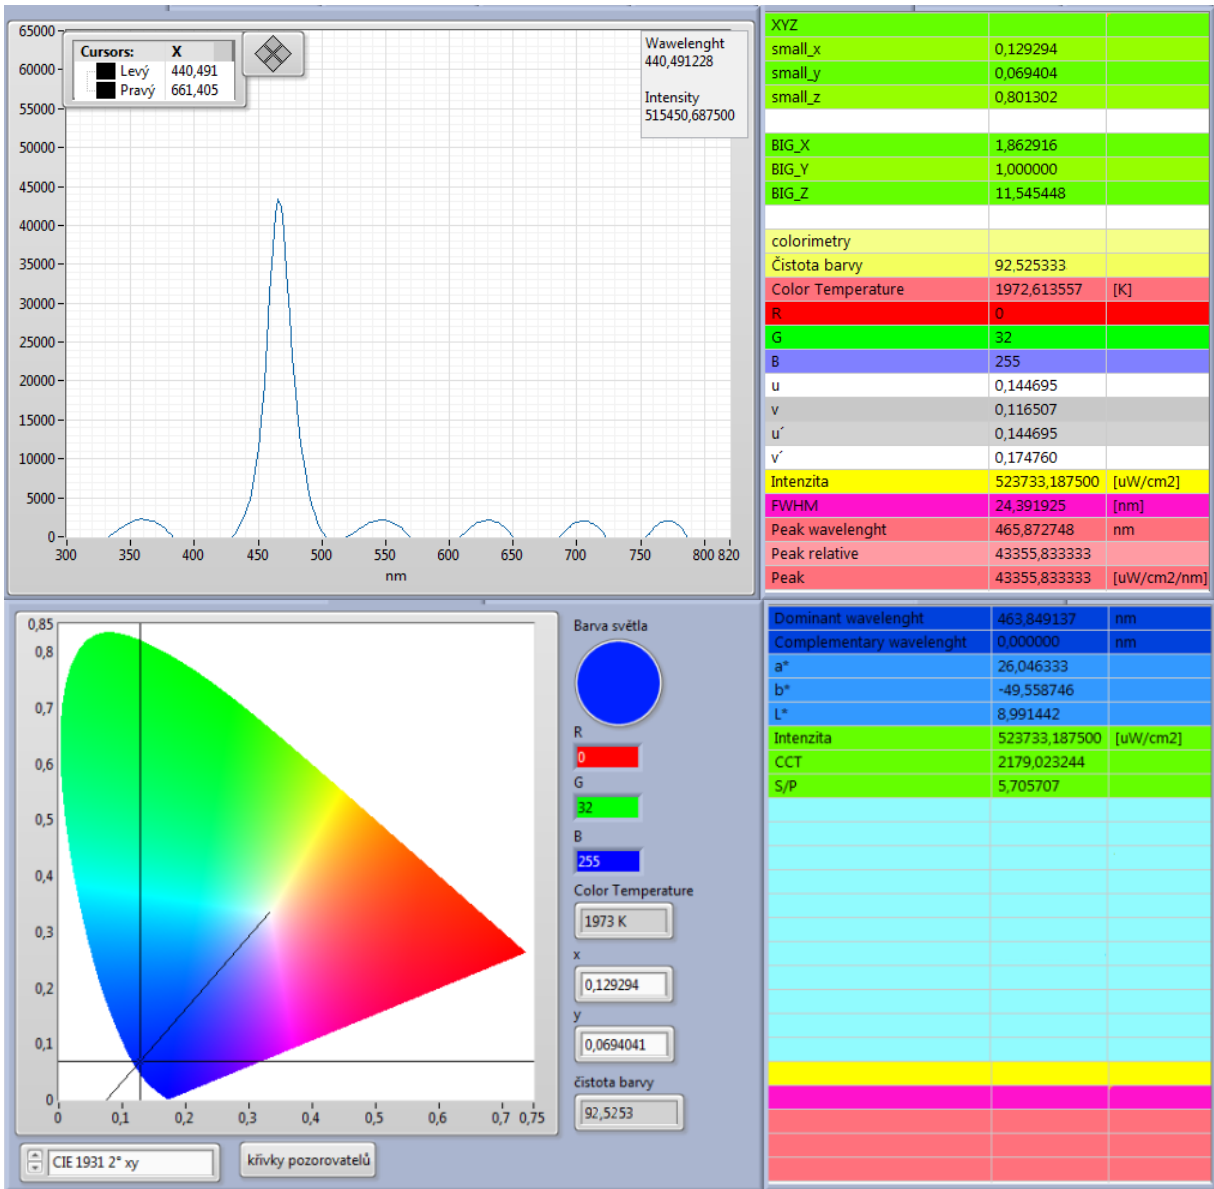 65000
60000
55000
50000
45000
40000
35000
30000
25000
20000
15000
10000
5000
0
Cursors: X
Levý 440,491
Pravý 661,405
Wawelenght
440,491228
Intensity
515450,687500
300 350 400 450 500 550 600 650 700 750 800 820
nm
XYZ
small_x 0,129294
small_y 0,069404
small_z 0,801302
BIG_X 1,862916
BIG_Y 1,000000
BIG_Z 11,545448
colorimetry
Čistota barvy 92,525333
Color Temperature 1972,613557 [K]
R 0
G 32
B 255
u 0,144695
v 0,116507
u´ 0,144695
v´ 0,174760
Intenzita 523733,187500 [uW/cm2]
FWHM 24,391925 [nm]
Peak wavelenght 465,872748 nm
Peak relative 43355,833333
Peak 43355,833333 [uW/cm2/nm]
0,85
0,8
0,7
0,6
0,5
0,4
0,3
0,2
0,1
0
0 0,1 0,2 0,3 0,4 0,5 0,6 0,7 0,75
CIE 1931 2° xy
křivky pozorovatelů
Barva světla
R
0
G
32
B
255
Color Temperature
1973 K
x
0,129294
y
0,0694041
čistota barvy
92,5253
Dominant wavelenght 463,849137 nm
Complementary wavelenght 0,000000 nm
a* 26,046333
b* -49,558746
L* 8,991442
Intenzita 523733,187500 [uW/cm2]
CCT 2179,023244
S/P 5,705707